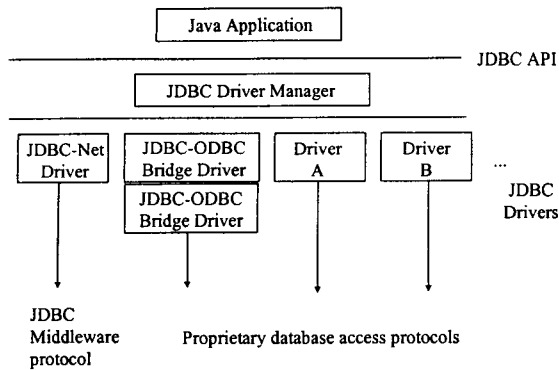 Java Application
JDBC API
JDBC Driver Manager
JDBC-Net
Driver
JDBC-ODBC
Bridge Driver
JDBC-ODBC
Bridge Driver
Driver
A
Driver
B
...
JDBC
Drivers
JDBC
Middleware
protocol
Proprietary database access protocols